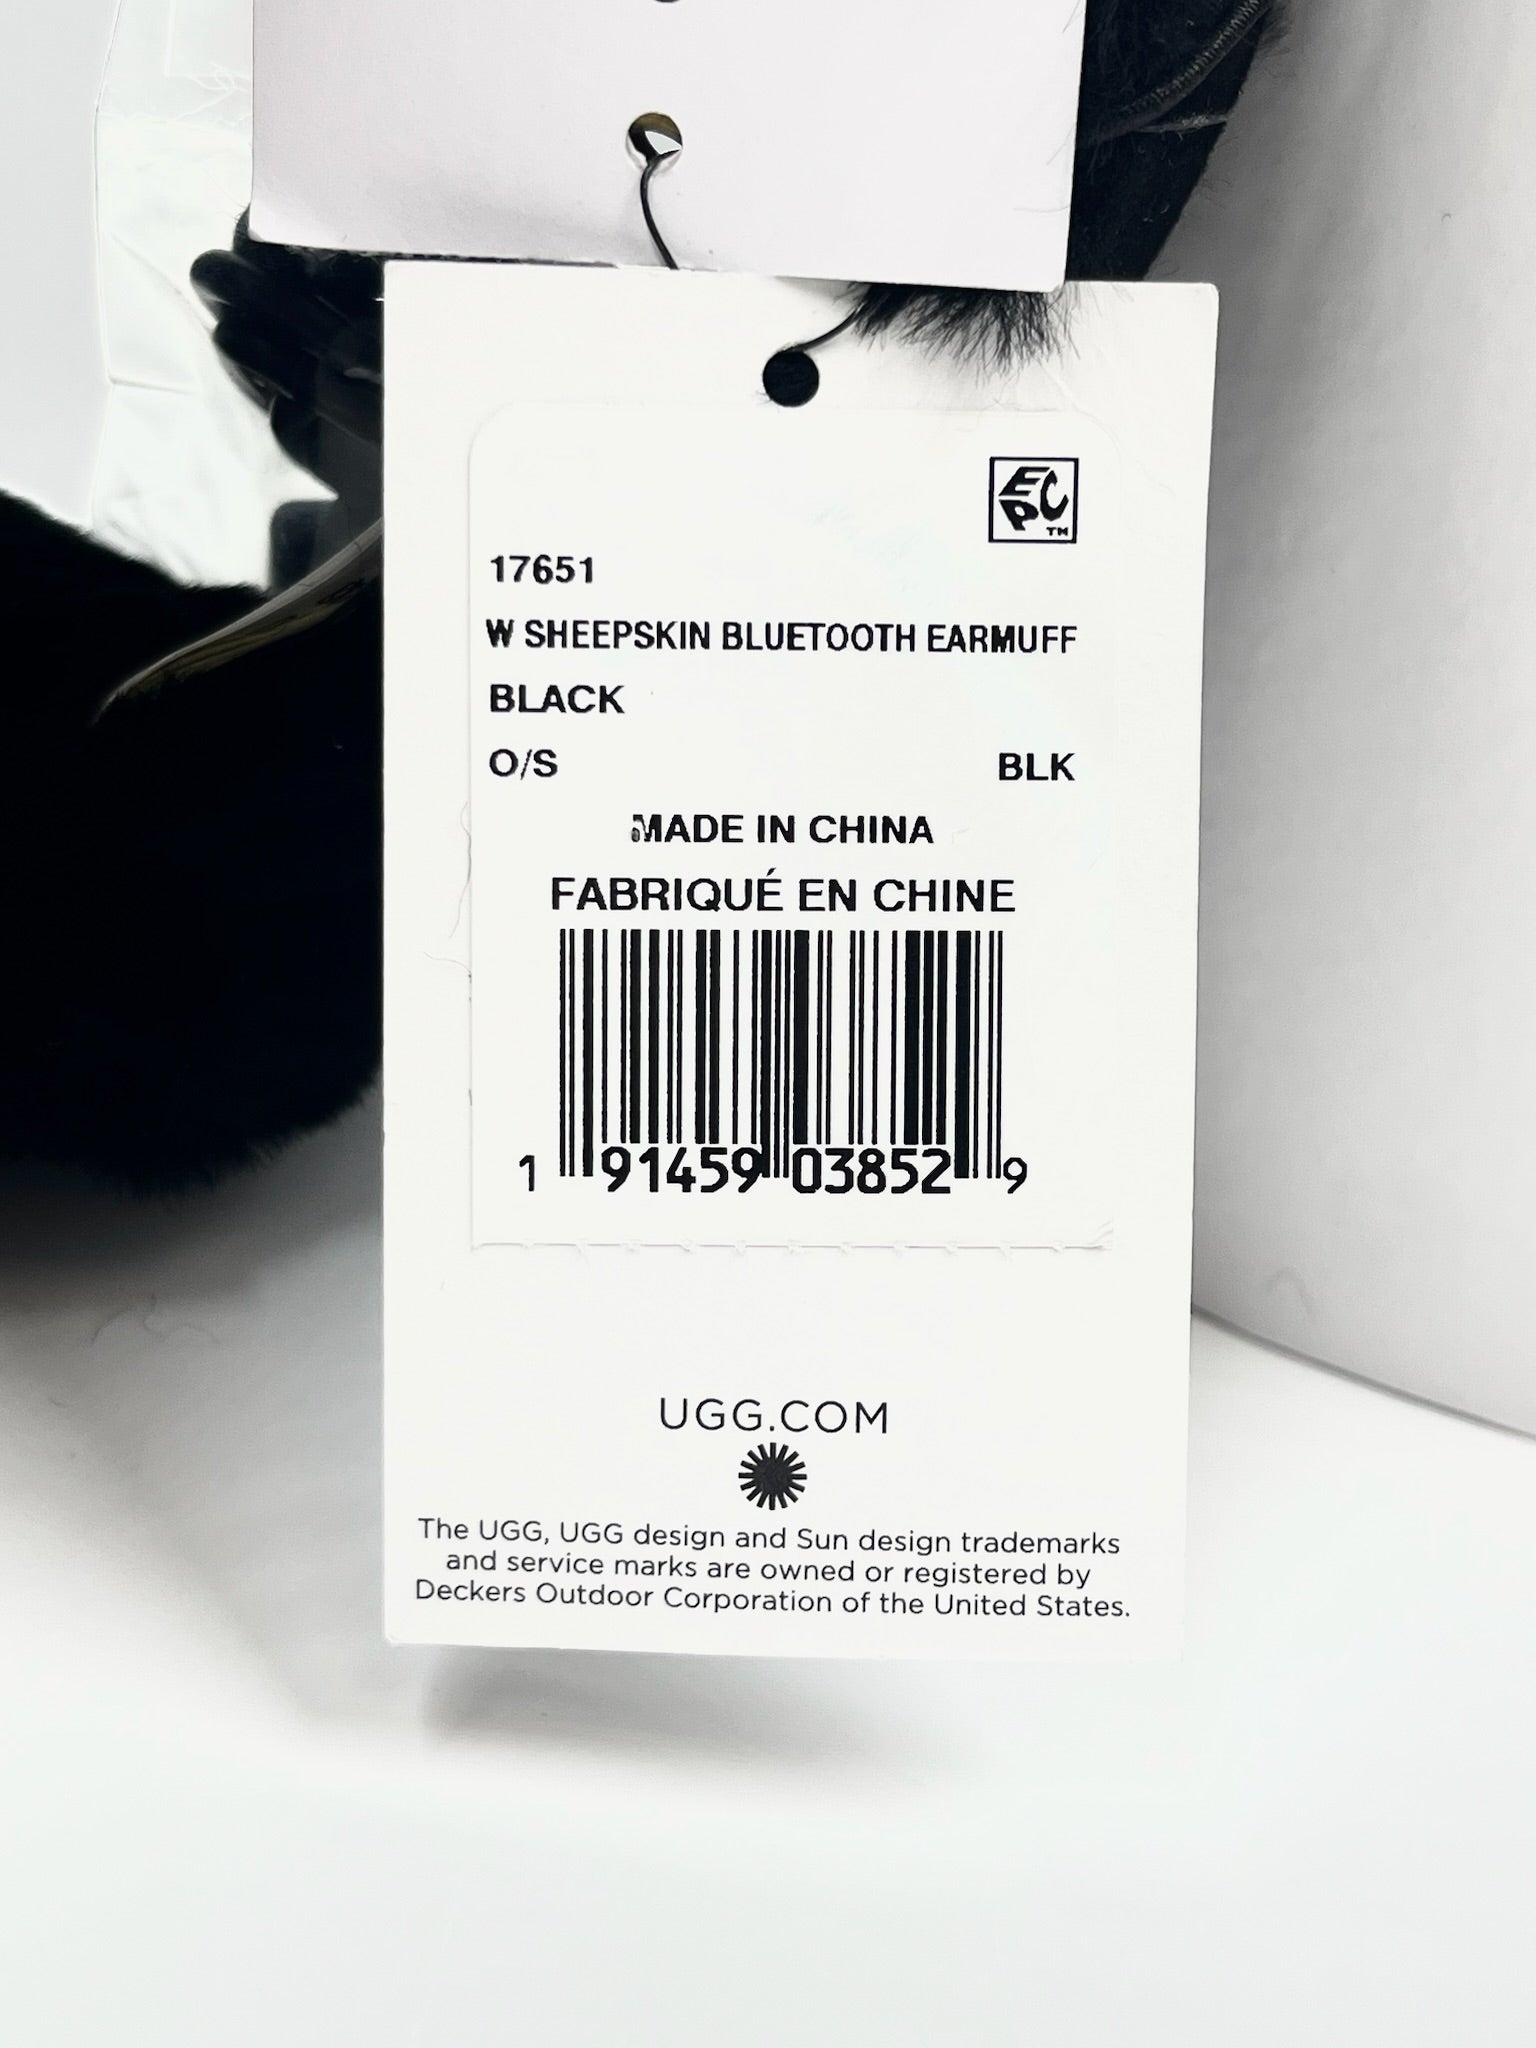 EPC™
17651
W SHEEPSKIN BLUETOOTH EARMUFF
BLACK
O/S BLK
MADE IN CHINA
FABRIQUÉ EN CHINE
1 91459 03852 9
UGG.COM
The UGG, UGG design and Sun design trademarks
and service marks are owned or registered by
Deckers Outdoor Corporation of the United States.